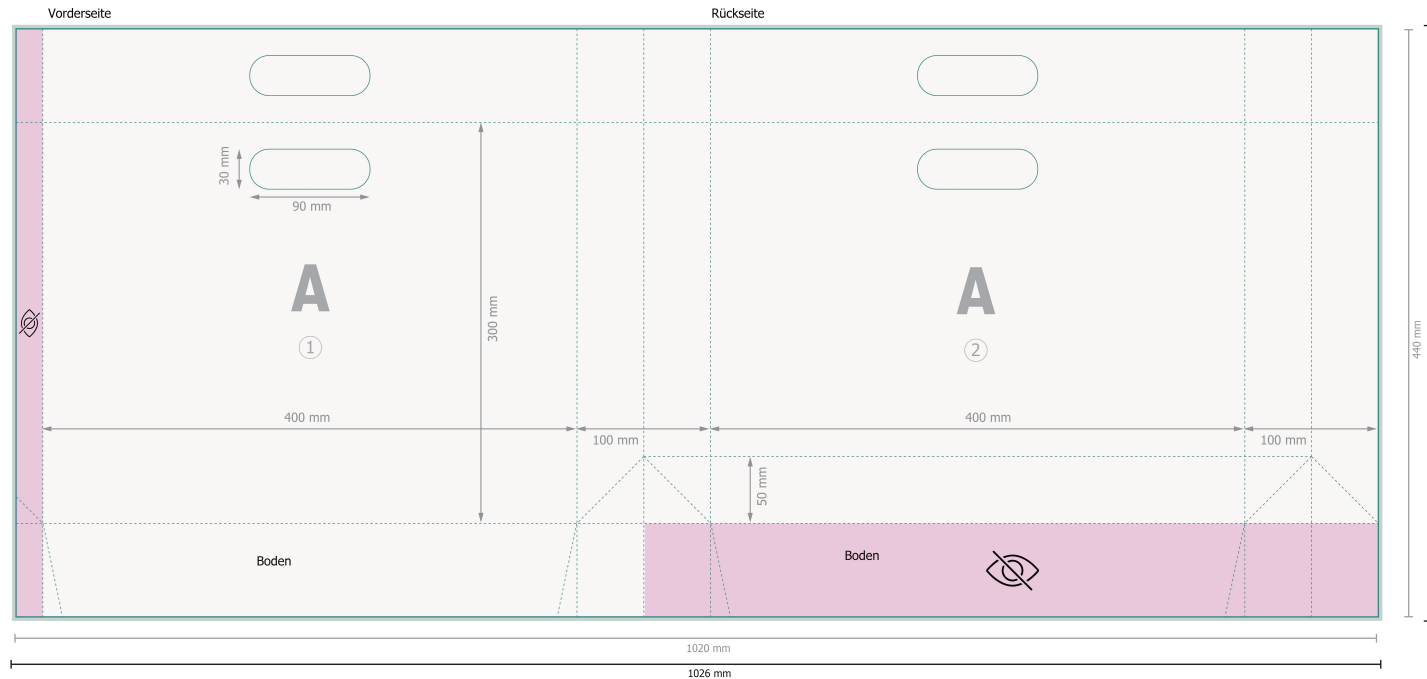 Vorderseite
Rückseite
30 mm
90 mm
A
A
300 mm
1
2
440 mm
400 mm
100 mm
400 mm
100 mm
50 mm
Boden
Boden
1020 mm
1026 mm